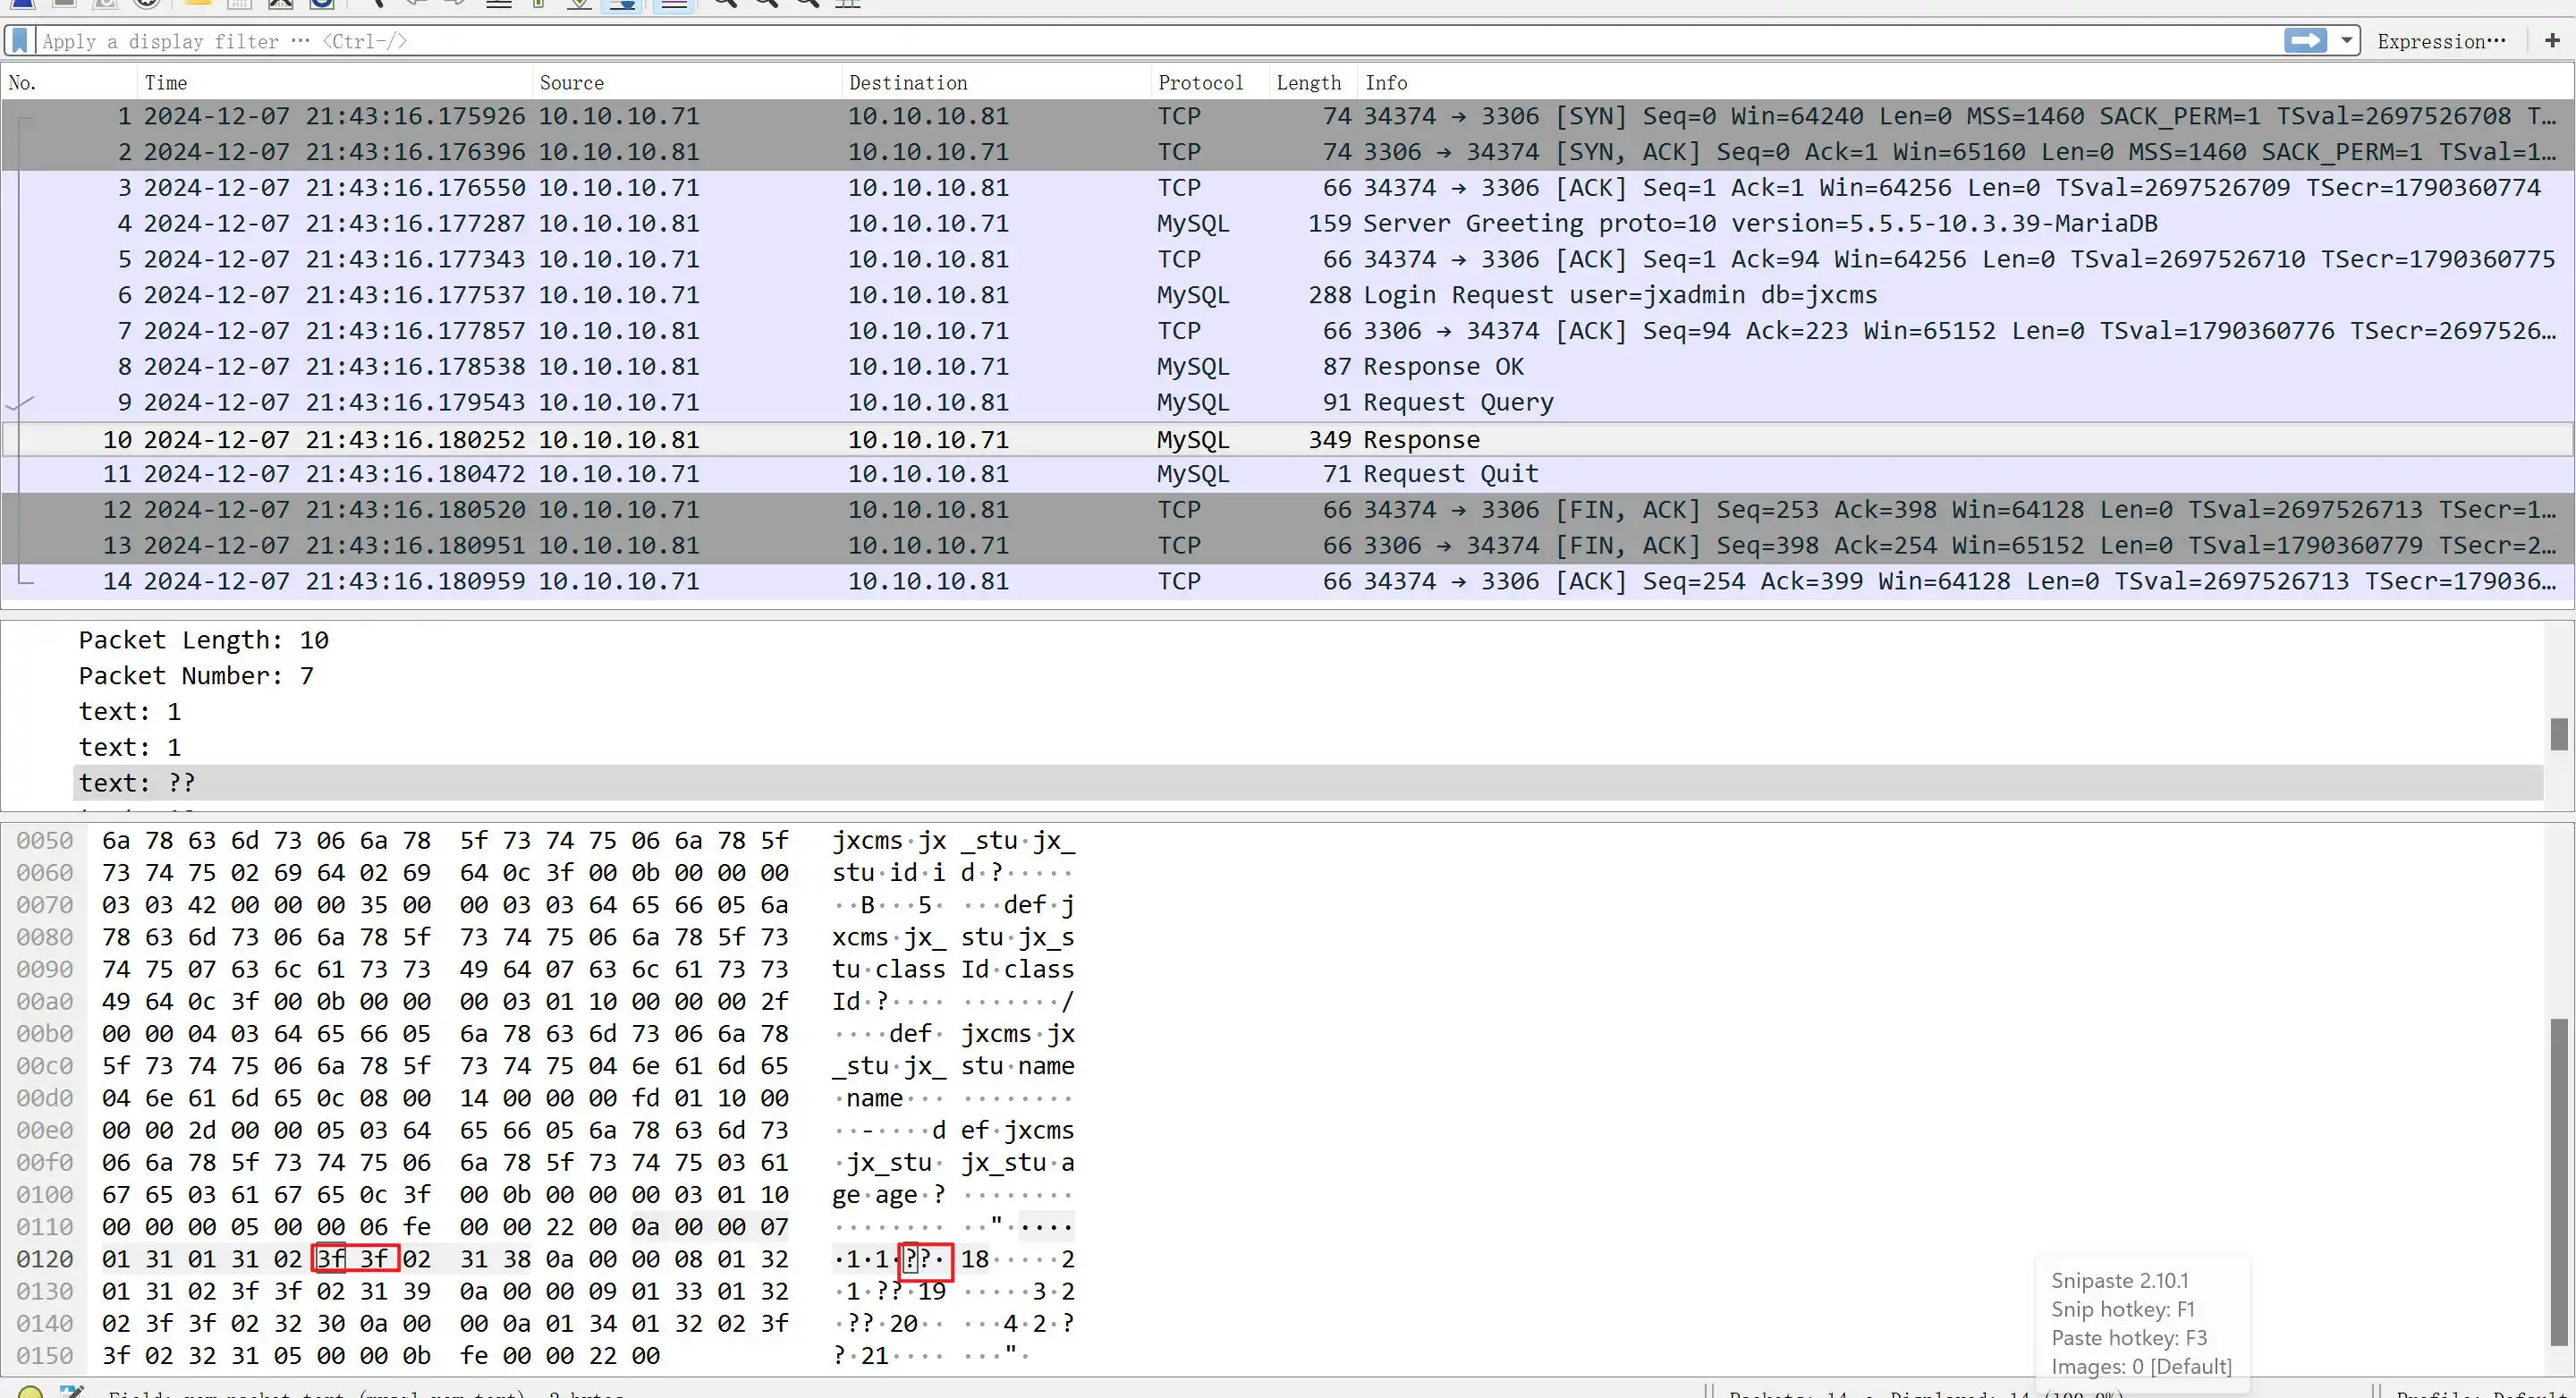 Apply a display filter ··· <Ctrl-/>
Expression···
+
No. Time Source Destination Protocol Length Info
1 2024-12-07 21:43:16.175926 10.10.10.71 10.10.10.81 TCP 74 34374 → 3306 [SYN] Seq=0 Win=64240 Len=0 MSS=1460 SACK_PERM=1 TSval=2697526708 T…
2 2024-12-07 21:43:16.176396 10.10.10.81 10.10.10.71 TCP 74 3306 → 34374 [SYN, ACK] Seq=0 Ack=1 Win=65160 Len=0 MSS=1460 SACK_PERM=1 TSval=1…
3 2024-12-07 21:43:16.176550 10.10.10.71 10.10.10.81 TCP 66 34374 → 3306 [ACK] Seq=1 Ack=1 Win=64256 Len=0 TSval=2697526709 TSecr=1790360774
4 2024-12-07 21:43:16.177287 10.10.10.81 10.10.10.71 MySQL 159 Server Greeting proto=10 version=5.5.5-10.3.39-MariaDB
5 2024-12-07 21:43:16.177343 10.10.10.71 10.10.10.81 TCP 66 34374 → 3306 [ACK] Seq=1 Ack=94 Win=64256 Len=0 TSval=2697526710 TSecr=1790360775
6 2024-12-07 21:43:16.177537 10.10.10.71 10.10.10.81 MySQL 288 Login Request user=jxadmin db=jxcms
7 2024-12-07 21:43:16.177857 10.10.10.81 10.10.10.71 TCP 66 3306 → 34374 [ACK] Seq=94 Ack=223 Win=65152 Len=0 TSval=1790360776 TSecr=2697526…
8 2024-12-07 21:43:16.178538 10.10.10.81 10.10.10.71 MySQL 87 Response OK
9 2024-12-07 21:43:16.179543 10.10.10.71 10.10.10.81 MySQL 91 Request Query
10 2024-12-07 21:43:16.180252 10.10.10.81 10.10.10.71 MySQL 349 Response
11 2024-12-07 21:43:16.180472 10.10.10.71 10.10.10.81 MySQL 71 Request Quit
12 2024-12-07 21:43:16.180520 10.10.10.71 10.10.10.81 TCP 66 34374 → 3306 [FIN, ACK] Seq=253 Ack=398 Win=64128 Len=0 TSval=2697526713 TSecr=1…
13 2024-12-07 21:43:16.180951 10.10.10.81 10.10.10.71 TCP 66 3306 → 34374 [FIN, ACK] Seq=398 Ack=254 Win=65152 Len=0 TSval=1790360779 TSecr=2…
14 2024-12-07 21:43:16.180959 10.10.10.71 10.10.10.81 TCP 66 34374 → 3306 [ACK] Seq=254 Ack=399 Win=64128 Len=0 TSval=2697526713 TSecr=179036…
Packet Length: 10
Packet Number: 7
text: 1
text: 1
text: ??
0050 6a 78 63 6d 73 06 6a 78 5f 73 74 75 06 6a 78 5f jxcms·jx _stu·jx_
0060 73 74 75 02 69 64 02 69 64 0c 3f 00 0b 00 00 00 stu·id·i d·?·····
0070 03 03 42 00 00 00 35 00 00 03 03 64 65 66 05 6a ··B···5· ···def·j
0080 78 63 6d 73 06 6a 78 5f 73 74 75 06 6a 78 5f 73 xcms·jx_ stu·jx_s
0090 74 75 07 63 6c 61 73 73 49 64 07 63 6c 61 73 73 tu·class Id·class
00a0 49 64 0c 3f 00 0b 00 00 00 03 01 10 00 00 00 2f Id·?···· ·······/
00b0 00 00 04 03 64 65 66 05 6a 78 63 6d 73 06 6a 78 ····def· jxcms·jx
00c0 5f 73 74 75 06 6a 78 5f 73 74 75 04 6e 61 6d 65 _stu·jx_ stu·name
00d0 04 6e 61 6d 65 0c 08 00 14 00 00 00 fd 01 10 00 ·name··· ········
00e0 00 00 2d 00 00 05 03 64 65 66 05 6a 78 63 6d 73 ··-····d ef·jxcms
00f0 06 6a 78 5f 73 74 75 06 6a 78 5f 73 74 75 03 61 ·jx_stu· jx_stu·a
0100 67 65 03 61 67 65 0c 3f 00 0b 00 00 00 03 01 10 ge·age·? ········
0110 00 00 00 05 00 00 06 fe 00 00 22 00 0a 00 00 07 ········ ··"·····
0120 01 31 01 31 02 3f 3f 02 31 38 0a 00 00 08 01 32 ·1·1·??· 18·····2
0130 01 31 02 3f 3f 02 31 39 0a 00 00 09 01 33 01 32 ·1·??·19 ·····3·2
0140 02 3f 3f 02 32 30 0a 00 00 0a 01 34 01 32 02 3f ·??·20·· ···4·2·?
0150 3f 02 32 31 05 00 00 0b fe 00 00 22 00 ?·21···· ···"·
Snipaste 2.10.1
Snip hotkey: F1
Paste hotkey: F3
Images: 0 [Default]